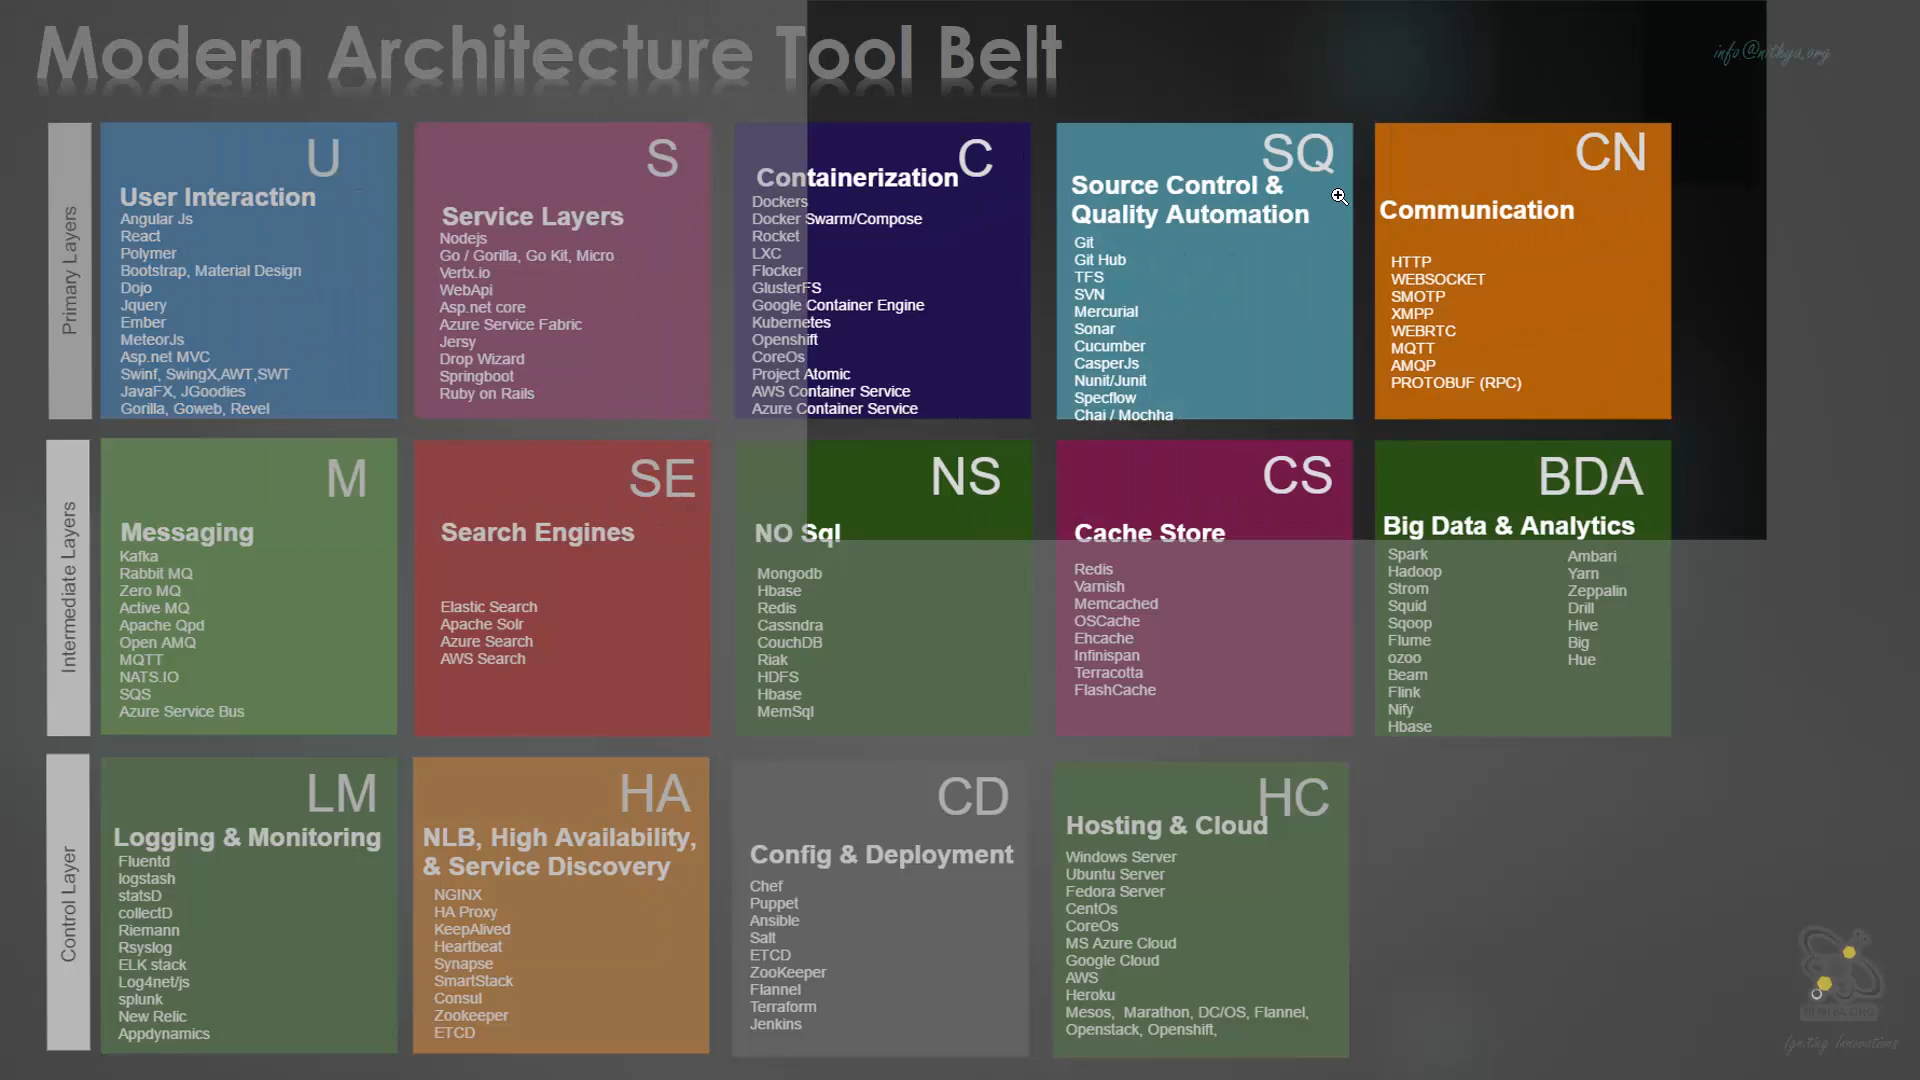 Modern Architecture Tool Belt
info@nithya.org
Primary Layers
U
User Interaction
Angular Js
React
Polymer
Bootstrap, Material Design
Dojo
Jquery
Ember
MeteorJs
Asp.net MVC
Swinf, SwingX,AWT,SWT
JavaFX, JGoodies
Gorilla, Goweb, Revel
S
Service Layers
Nodejs
Go / Gorilla, Go Kit, Micro
Vertx.io
WebApi
Asp.net core
Azure Service Fabric
Jersy
Drop Wizard
Springboot
Ruby on Rails
C
Containerization
Dockers
Docker Swarm/Compose
Rocket
LXC
Flocker
GlusterFS
Google Container Engine
Kubernetes
Openshift
CoreOs
Project Atomic
AWS Container Service
Azure Container Service
SQ
Source Control &
Quality Automation
Git
Git Hub
TFS
SVN
Mercurial
Sonar
Cucumber
CasperJs
Nunit/Junit
Specflow
Chai / Mochha
CN
Communication
HTTP
WEBSOCKET
SMOTP
XMPP
WEBRTC
MQTT
AMQP
PROTOBUF (RPC)
Intermediate Layers
M
Messaging
Kafka
Rabbit MQ
Zero MQ
Active MQ
Apache Qpd
Open AMQ
MQTT
NATS.IO
SQS
Azure Service Bus
SE
Search Engines
Elastic Search
Apache Solr
Azure Search
AWS Search
NS
NO Sql
Mongodb
Hbase
Redis
Cassndra
CouchDB
Riak
HDFS
Hbase
MemSql
CS
Cache Store
Redis
Varnish
Memcached
OSCache
Ehcache
Infinispan
Terracotta
FlashCache
BDA
Big Data & Analytics
Spark
Hadoop
Strom
Squid
Sqoop
Flume
ozoo
Beam
Flink
Nify
Hbase
Ambari
Yarn
Zeppalin
Drill
Hive
Big
Hue
Control Layer
LM
Logging & Monitoring
Fluentd
logstash
statsD
collectD
Riemann
Rsyslog
ELK stack
Log4net/js
splunk
New Relic
Appdynamics
HA
NLB, High Availability,
& Service Discovery
NGINX
HA Proxy
KeepAlived
Heartbeat
Synapse
SmartStack
Consul
Zookeeper
ETCD
CD
Config & Deployment
Chef
Puppet
Ansible
Salt
ETCD
ZooKeeper
Flannel
Terraform
Jenkins
HC
Hosting & Cloud
Windows Server
Ubuntu Server
Fedora Server
CentOs
CoreOs
MS Azure Cloud
Google Cloud
AWS
Heroku
Mesos, Marathon, DC/OS, Flannel,
Openstack, Openshift,
NITHYA.ORG
Igniting Innovations